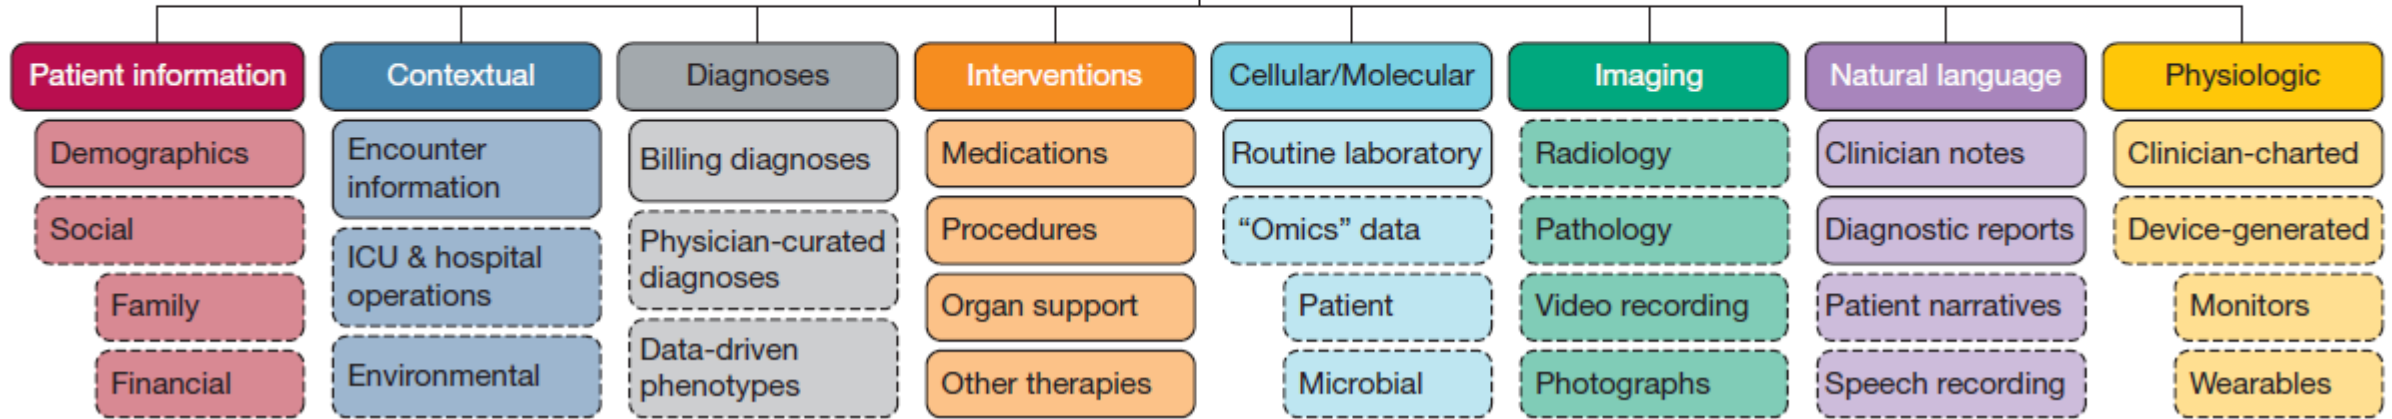 Patient information
Contextual
Diagnoses
Interventions
Cellular/Molecular
Imaging
Natural language
Physiologic
Demographics
Social
Family
Financial
Encounter
information
ICU & hospital
operations
Environmental
Billing diagnoses
Physician-curated
diagnoses
Data-driven
phenotypes
Medications
Procedures
Organ support
Other therapies
Routine laboratory
“Omics” data
Patient
Microbial
Radiology
Pathology
Video recording
Photographs
Clinician notes
Diagnostic reports
Patient narratives
Speech recording
Clinician-charted
Device-generated
Monitors
Wearables